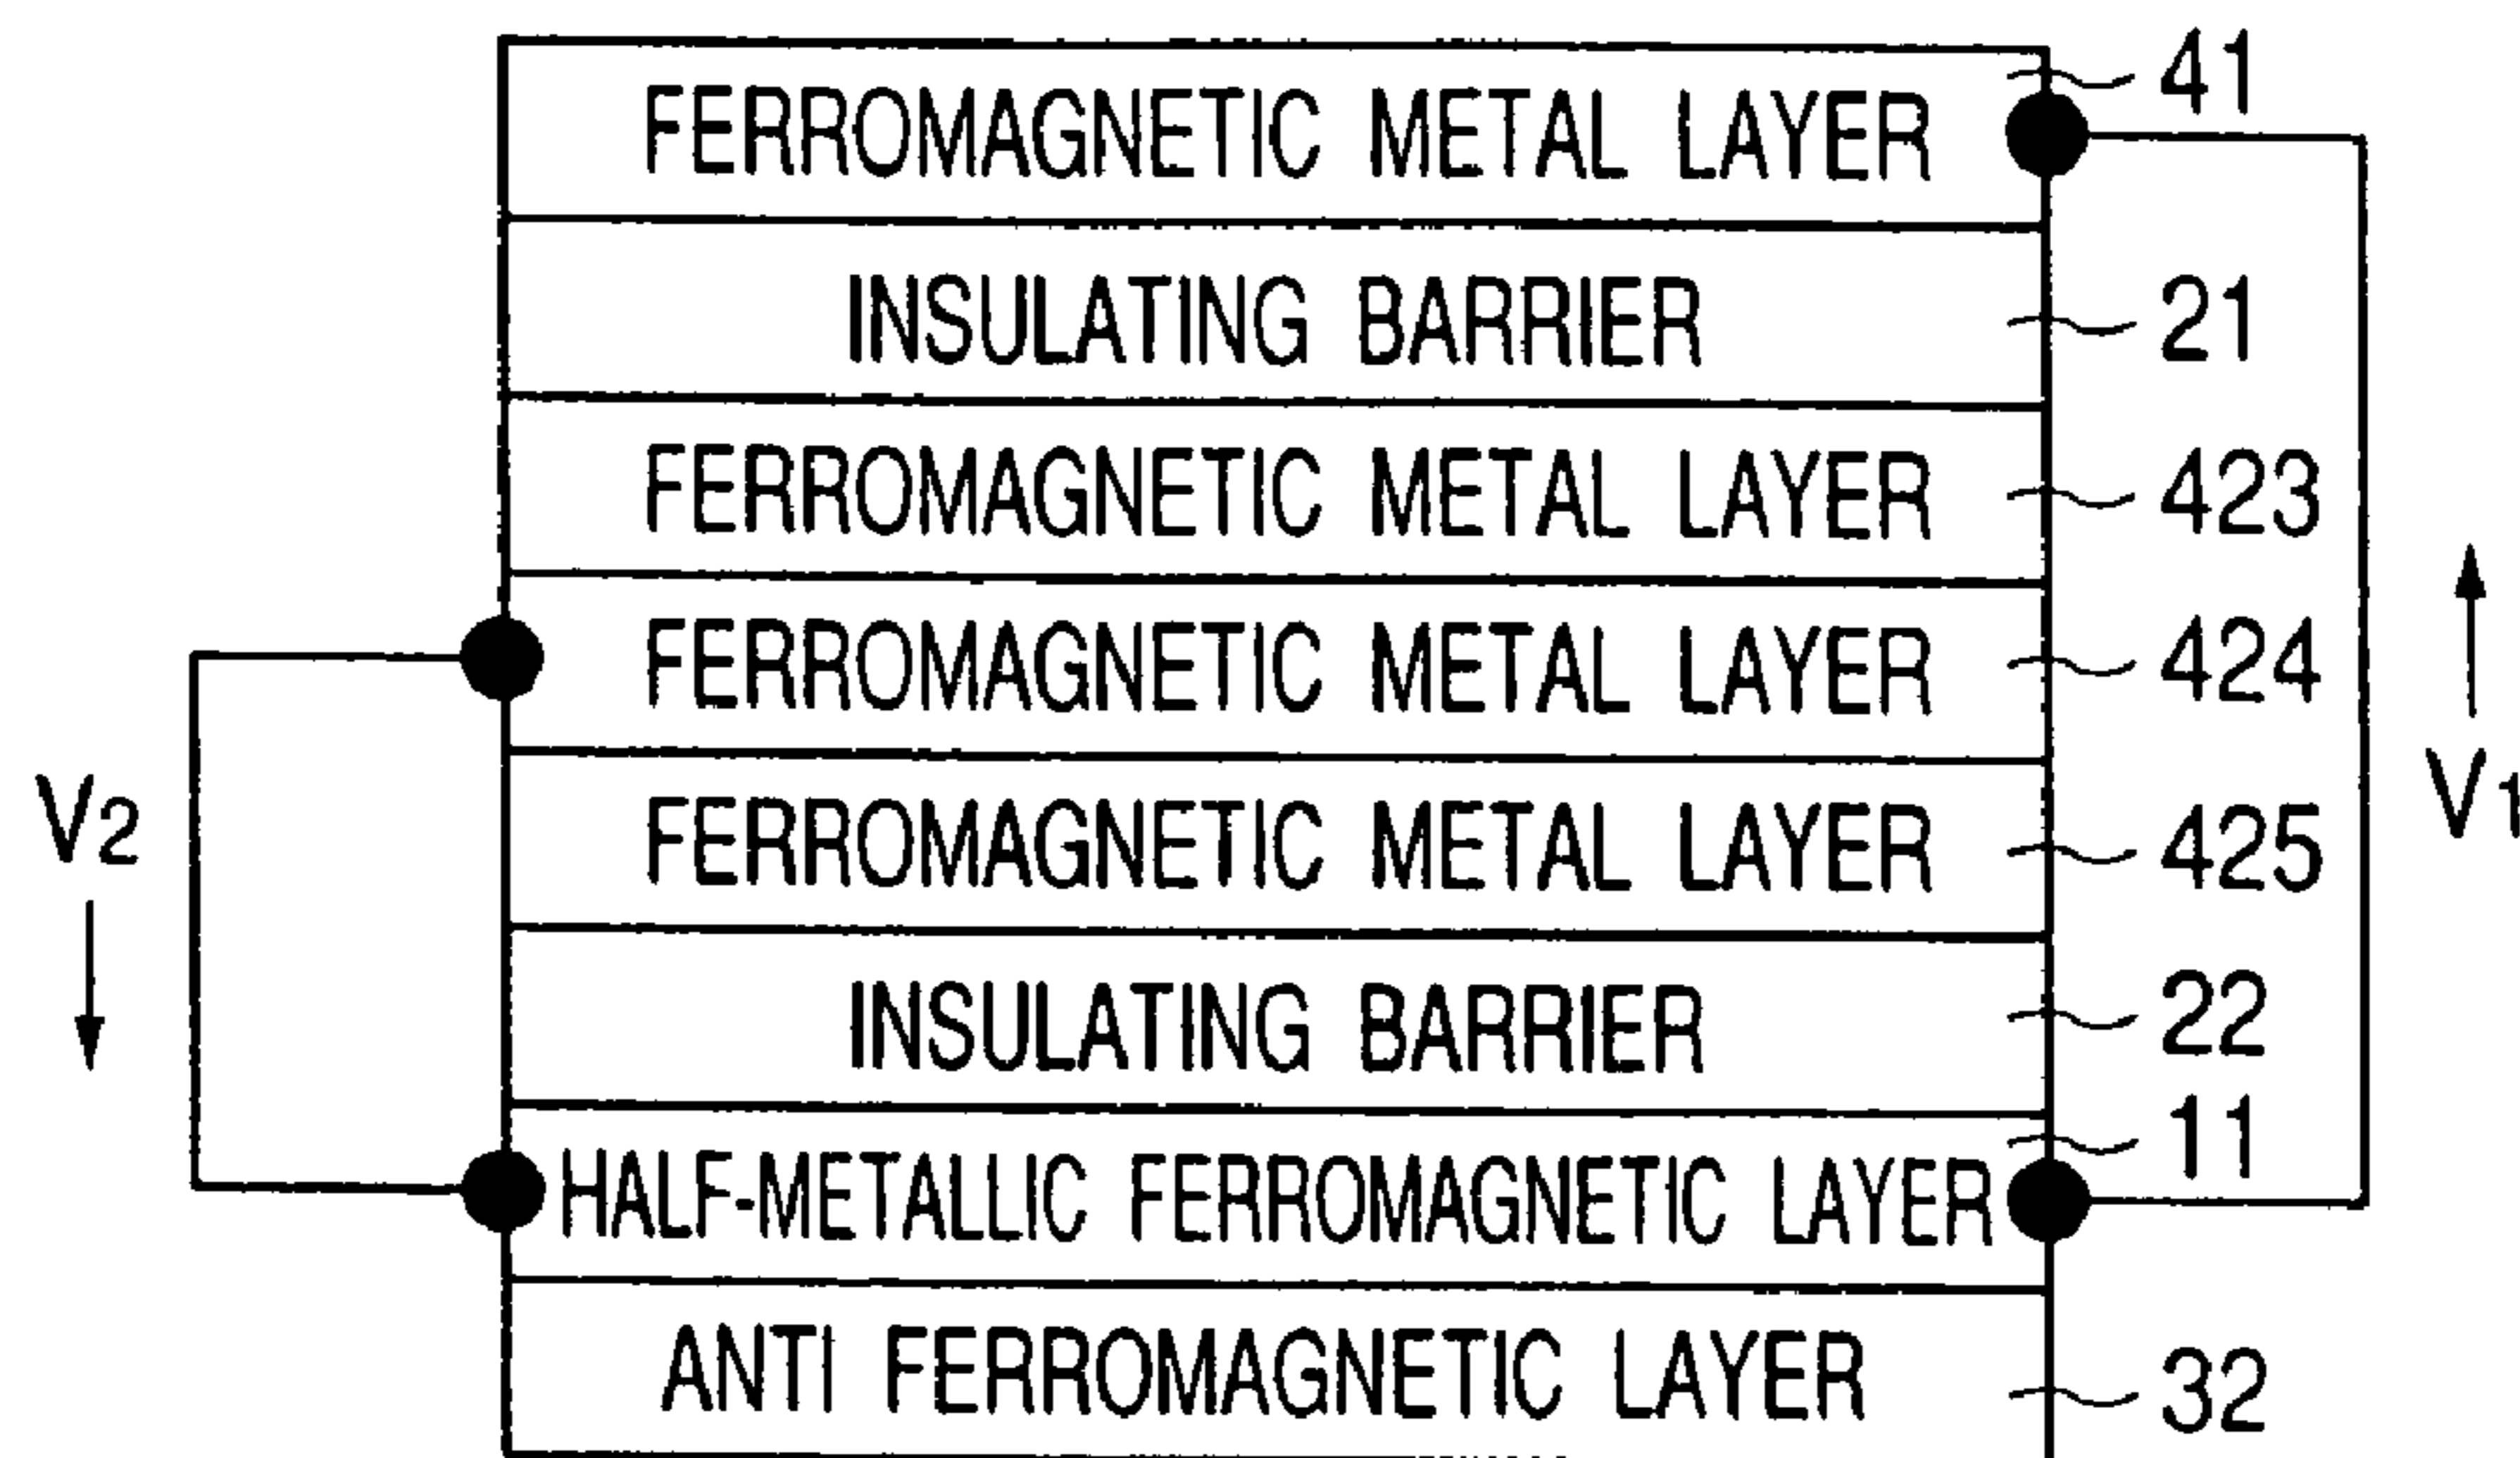 FERROMAGNETIC METAL LAYER 41
INSULATING BARRIER 21
FERROMAGNETIC METAL LAYER 423
FERROMAGNETIC METAL LAYER 424
FERROMAGNETIC METAL LAYER 425
V2
V1
INSULATING BARRIER 22
HALF-METALLIC FERROMAGNETIC LAYER 11
ANTI FERROMAGNETIC LAYER 32